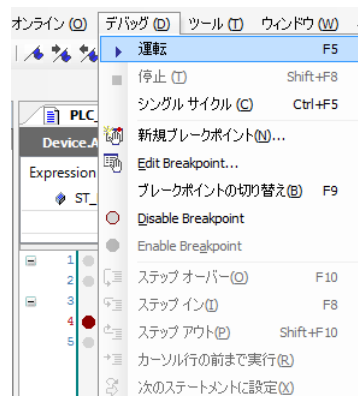 オンライン (O) デバッグ (D) ツール (T) ウィンドウ (W)
運転 F5
停止 (T) Shift+F8
シングル サイクル (C) Ctrl+F5
新規ブレークポイント(N)...
Edit Breakpoint...
ブレークポイントの切り替え(B) F9
Disable Breakpoint
Enable Breakpoint
ステップ オーバー(O) F10
ステップ イン(I) F8
ステップ アウト(P) Shift+F10
カーソル行の前まで実行(R)
次のステートメントに設定(X)
PLC_
Device.A
Expression
ST_
1
2
3
4
5